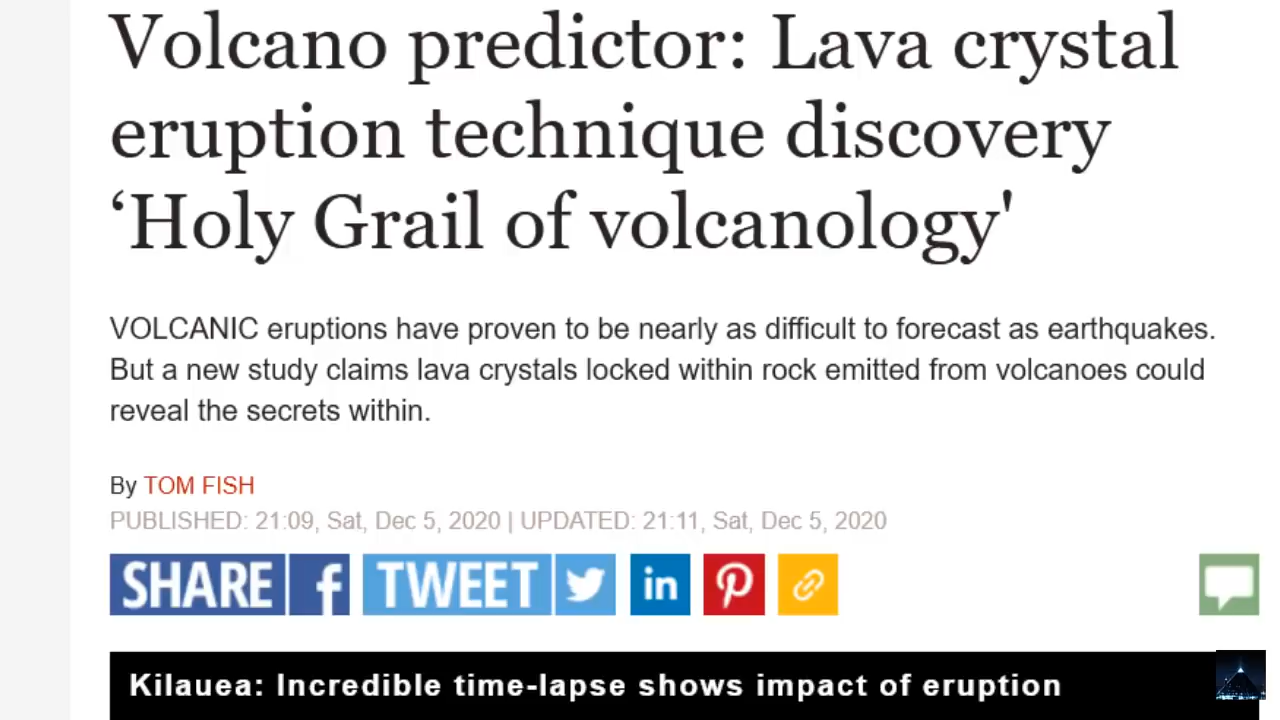 Volcano predictor: Lava crystal
eruption technique discovery
‘Holy Grail of volcanology'
VOLCANIC eruptions have proven to be nearly as difficult to forecast as earthquakes.
But a new study claims lava crystals locked within rock emitted from volcanoes could
reveal the secrets within.
By TOM FISH
PUBLISHED: 21:09, Sat, Dec 5, 2020 | UPDATED: 21:11, Sat, Dec 5, 2020
SHARE f TWEET in
Kilauea: Incredible time-lapse shows impact of eruption